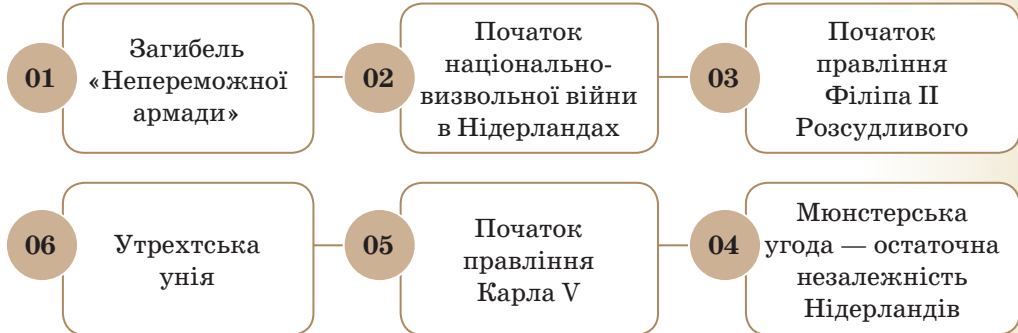 01
Загибель
«Непереможної
армади»
02
Початок
національно-
визвольної війни
в Нідерландах
03
Початок
правління
Філіпа ІІ
Розсудливого
06
Утрехтська
унія
05
Початок
правління
Карла V
04
Мюнстерська
угода — остаточна
незалежність
Нідерландів